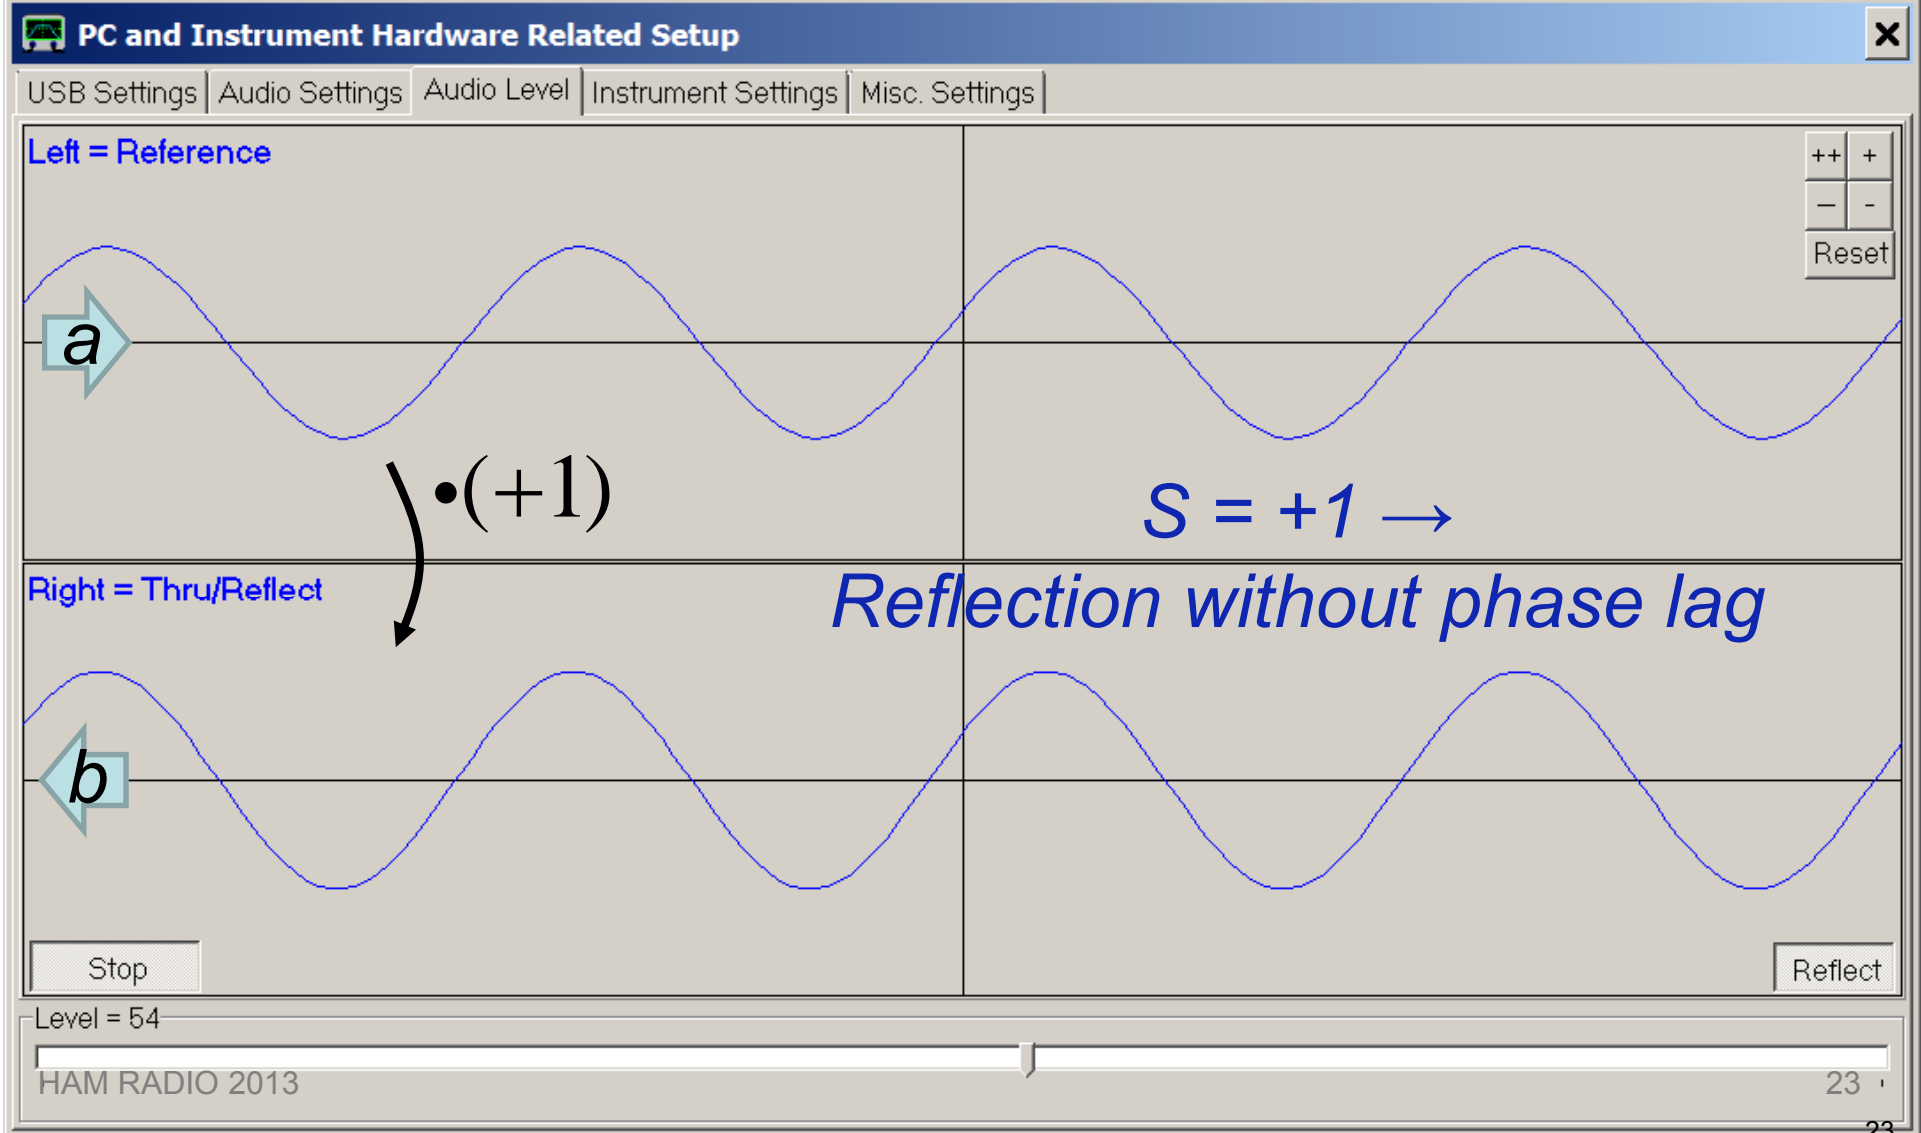 PC and Instrument Hardware Related Setup
USB Settings Audio Settings Audio Level Instrument Settings Misc. Settings
Left = Reference
++ +
— -
Reset
a
•(+1)
S = +1 →
Right = Thru/Reflect
Reflection without phase lag
b
Stop
Reflect
Level = 54
HAM RADIO 2013
23
23